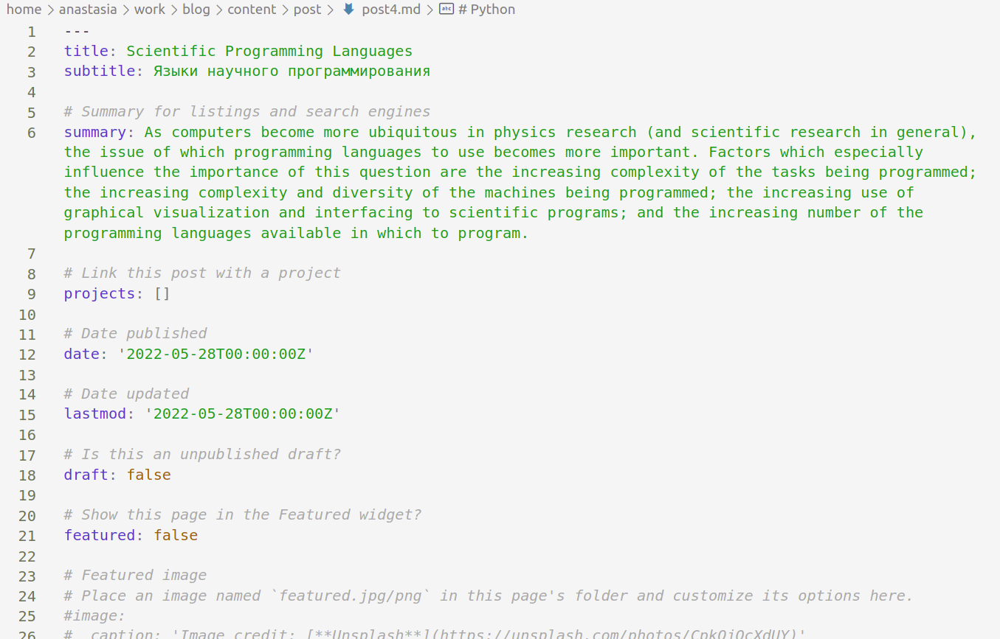 home > anastasia > work > blog > content > post > post4.md > # Python
1 ---
2 title: Scientific Programming Languages
3 subtitle: Языки научного программирования
4
5 # Summary for listings and search engines
6 summary: As computers become more ubiquitous in physics research (and scientific research in general),
the issue of which programming languages to use becomes more important. Factors which especially
influence the importance of this question are the increasing complexity of the tasks being programmed;
the increasing complexity and diversity of the machines being programmed; the increasing use of
graphical visualization and interfacing to scientific programs; and the increasing number of the
programming languages available in which to program.
7
8 # Link this post with a project
9 projects: []
10
11 # Date published
12 date: '2022-05-28T00:00:00Z'
13
14 # Date updated
15 lastmod: '2022-05-28T00:00:00Z'
16
17 # Is this an unpublished draft?
18 draft: false
19
20 # Show this page in the Featured widget?
21 featured: false
22
23 # Featured image
24 # Place an image named `featured.jpg/png` in this page's folder and customize its options here.
25 #image:
26 #  caption: 'Image credit: [**Unsplash**](https://unsplash.com/photos/CpkOjOcXdUY)'